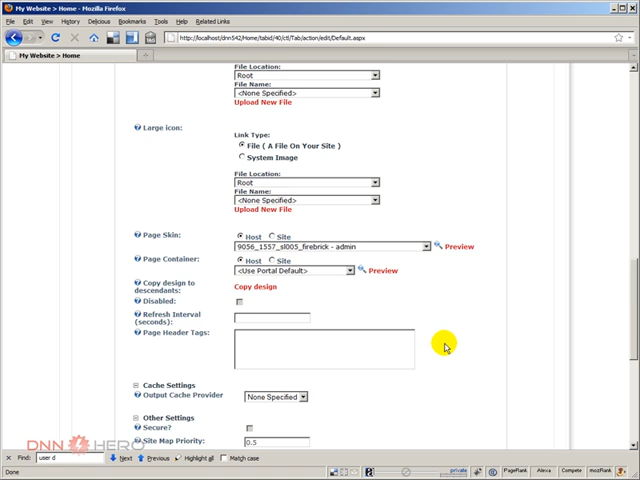 My Website > Home - Mozilla Firefox
File Edit View History Delicious Bookmarks Tools Help Related Links
http://localhost/dnn542/Home/tabid/40/ctl/Tab/action/edit/Default.aspx
My Website > Home
File Location:
Root
File Name:
<None Specified>
Upload New File
Large icon:
Link Type:
File ( A File On Your Site )
System Image
File Location:
Root
File Name:
<None Specified>
Upload New File
Page Skin:
Host Site
9056_1557_sl005_firebrick - admin
Preview
Page Container:
Host Site
<Use Portal Default>
Preview
Copy design to
descendants:
Copy design
Disabled:
Refresh Interval
(seconds):
Page Header Tags:
Cache Settings
Output Cache Provider
None Specified
Other Settings
Secure?
Site Map Priority:
0.5
DNN HERO
Find: user d Next Previous Highlight all Match case
Done
private PageRank Alexa Compete mozRank